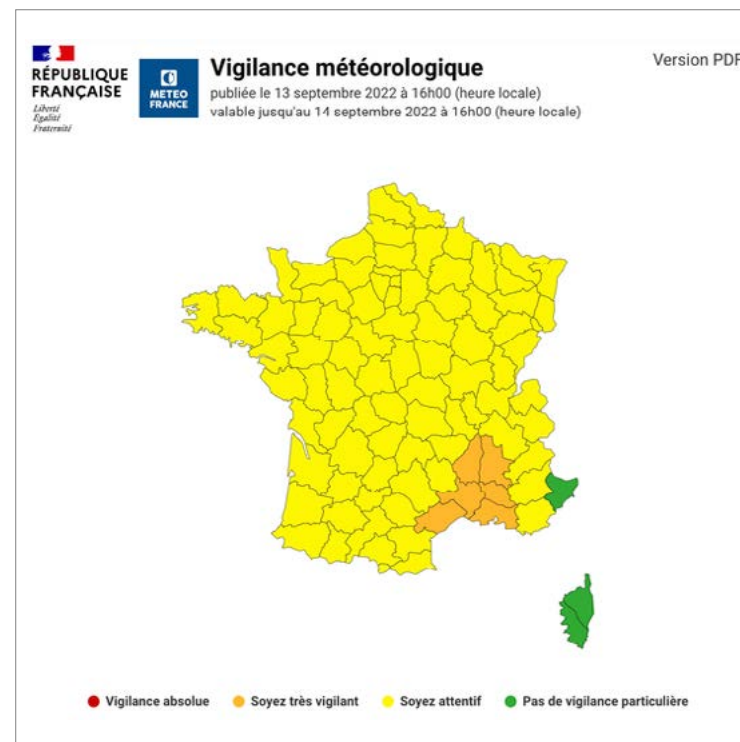 RÉPUBLIQUE
FRANÇAISE
Liberté
Égalité
Fraternité
METEO
FRANCE
Vigilance météorologique
publiée le 13 septembre 2022 à 16h00 (heure locale)
valable jusqu'au 14 septembre 2022 à 16h00 (heure locale)
Version PDF
Vigilance absolue
Soyez très vigilant
Soyez attentif
Pas de vigilance particulière